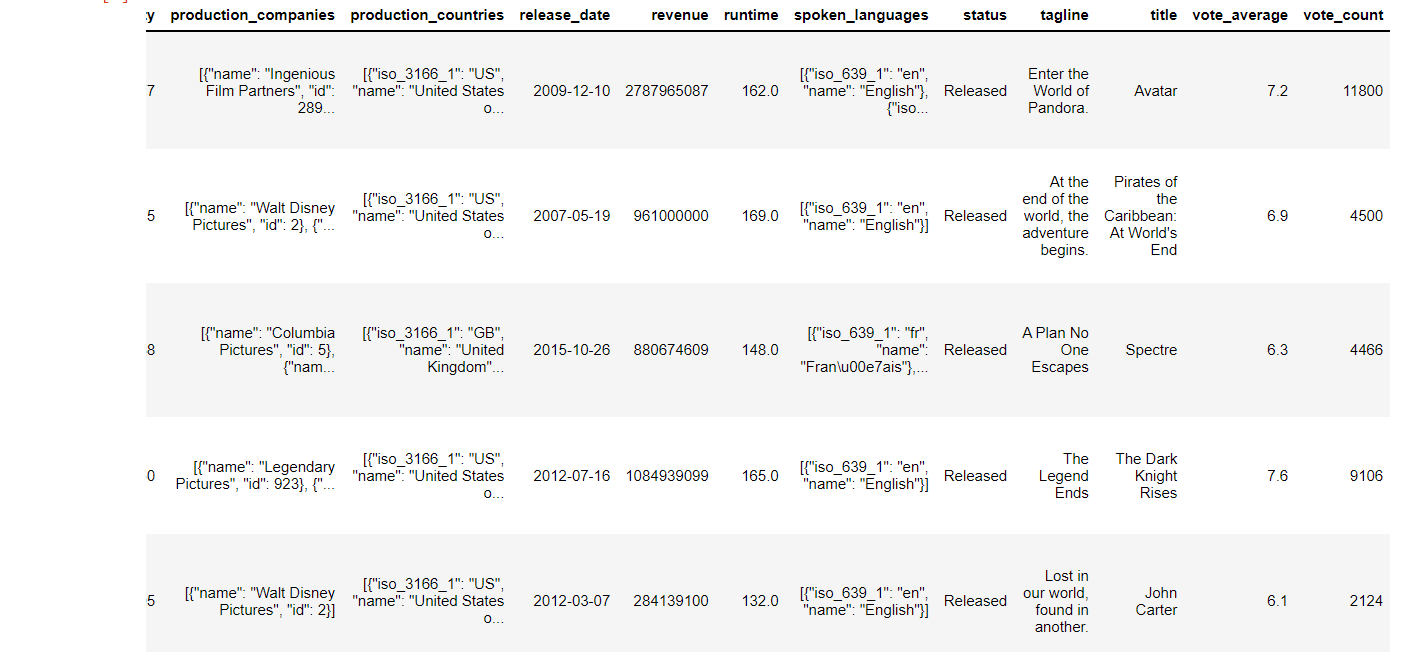 ty production_companies production_countries release_date revenue runtime spoken_languages status tagline title vote_average vote_count
[{"name": "Ingenious [{"iso_3166_1": "US", [{"iso_639_1": "en", Enter the
7 Film Partners", "id": "name": "United States 2009-12-10 2787965087 162.0 "name": "English"}, Released World of Avatar 7.2 11800
289... o... {"iso... Pandora.
At the Pirates of
[{"name": "Walt Disney [{"iso_3166_1": "US", [{"iso_639_1": "en", end of the the
5 Pictures", "id": 2}, {"... "name": "United States 2007-05-19 961000000 169.0 "name": "English"}] Released world, the Caribbean: 6.9 4500
o... adventure At World's
begins. End
[{"name": "Columbia [{"iso_3166_1": "GB", [{"iso_639_1": "fr", A Plan No
8 Pictures", "id": 5}, "name": "United 2015-10-26 880674609 148.0 "name": Released One Spectre 6.3 4466
{"nam... Kingdom"... "Fran\u00e7ais"},... Escapes
[{"name": "Legendary [{"iso_3166_1": "US", [{"iso_639_1": "en", The The Dark
0 Pictures", "id": 923}, {"... "name": "United States 2012-07-16 1084939099 165.0 "name": "English"}] Released Legend Knight 7.6 9106
o... Ends Rises
Lost in
[{"name": "Walt Disney [{"iso_3166_1": "US", [{"iso_639_1": "en", our world, John
5 Pictures", "id": 2}] "name": "United States 2012-03-07 284139100 132.0 "name": "English"}] Released found in Carter 6.1 2124
o... another.